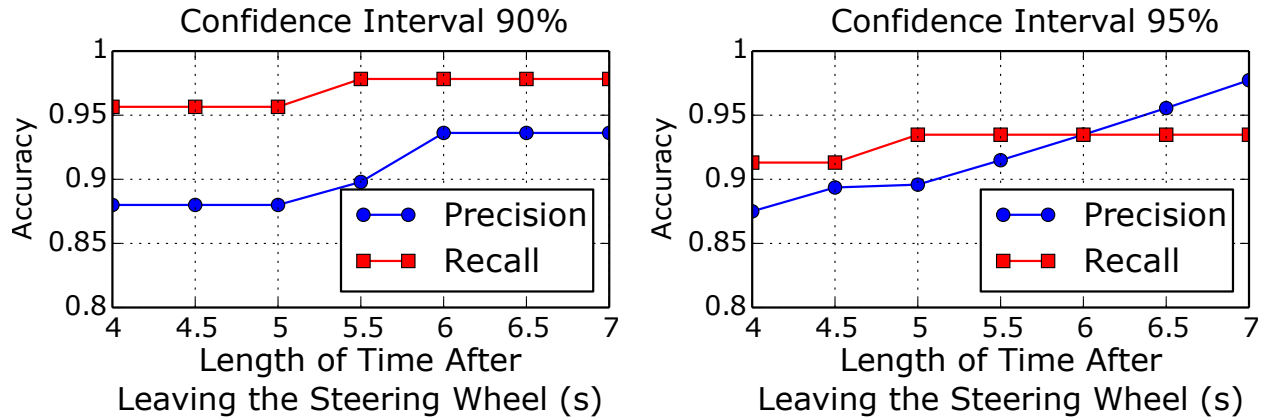 Confidence Interval 90%
1
0.95
0.9
0.85
0.8
Accuracy
Precision
Recall
4 4.5 5 5.5 6 6.5 7
Length of Time After
Leaving the Steering Wheel (s)
Confidence Interval 95%
1
0.95
0.9
0.85
0.8
Accuracy
Precision
Recall
4 4.5 5 5.5 6 6.5 7
Length of Time After
Leaving the Steering Wheel (s)